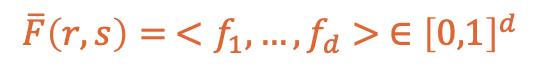 F̅(r, s) = < f₁, ..., f_d > ∈ [0,1]ᵈ